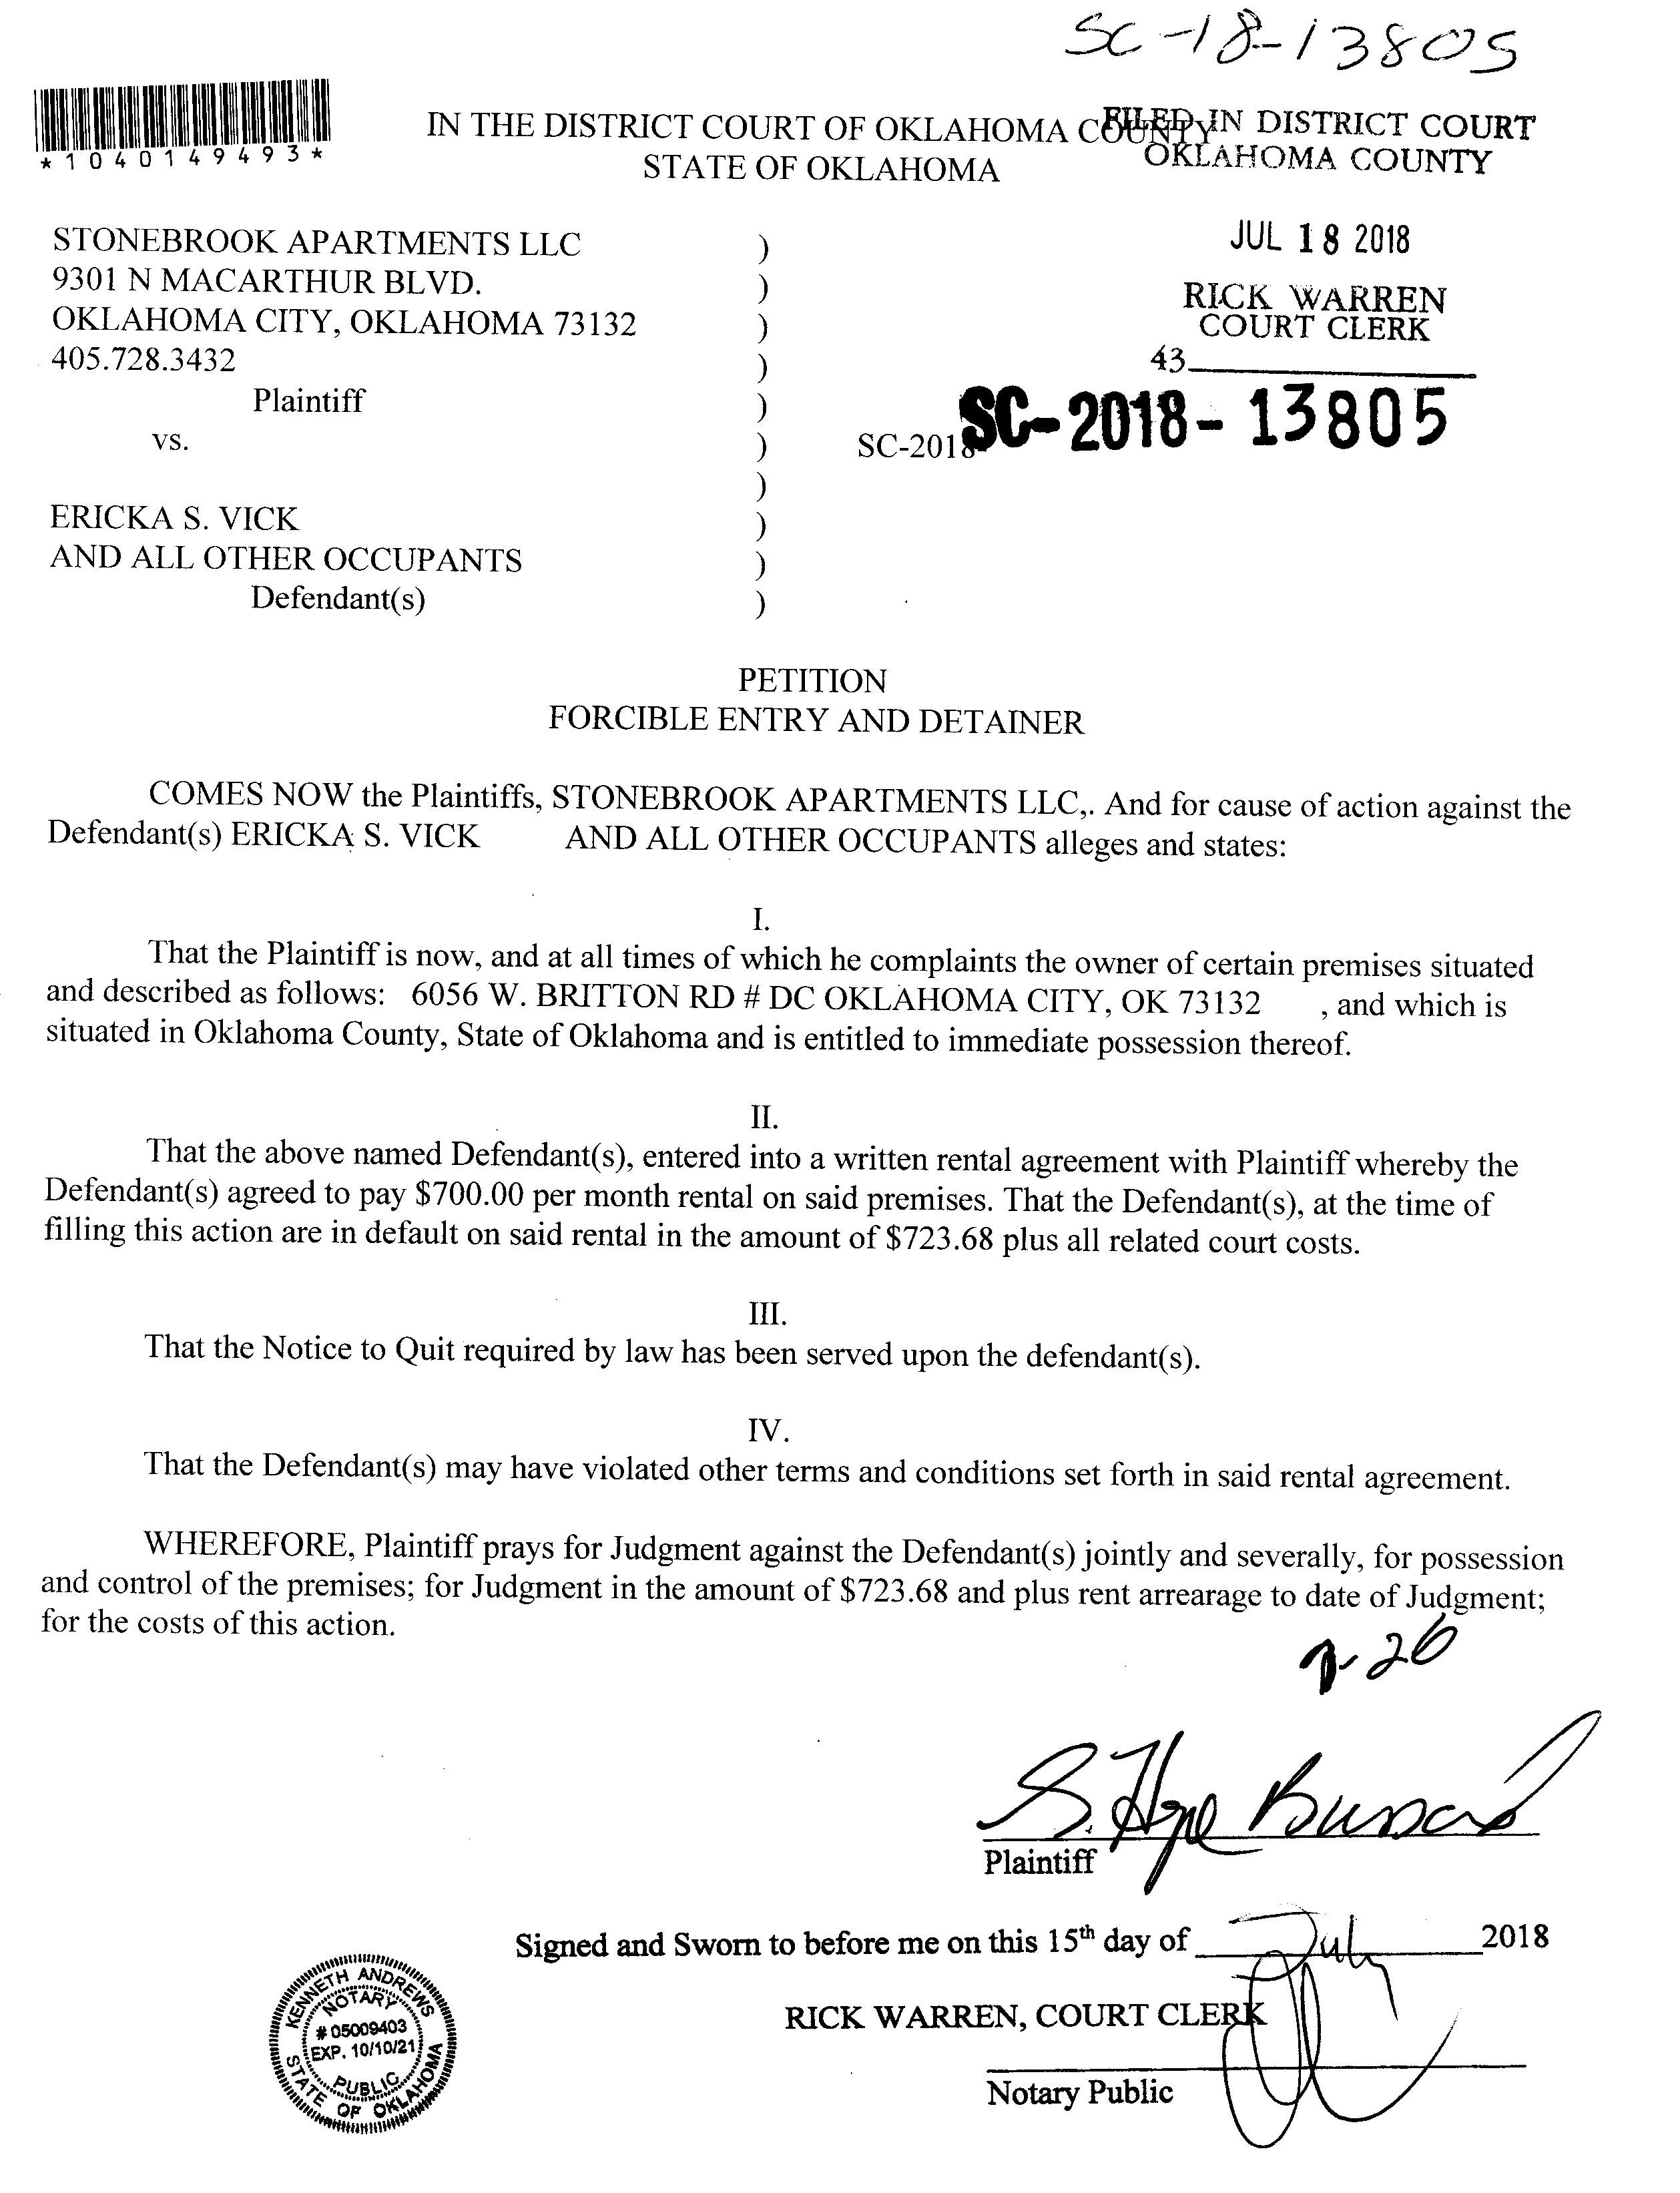 SC-18-13805
*1040149493*
IN THE DISTRICT COURT OF OKLAHOMA COUNTY
STATE OF OKLAHOMA
FILED IN DISTRICT COURT
OKLAHOMA COUNTY
JUL 18 2018
RICK WARREN
COURT CLERK
43
STONEBROOK APARTMENTS LLC )
9301 N MACARTHUR BLVD. )
OKLAHOMA CITY, OKLAHOMA 73132 )
405.728.3432 )
Plaintiff )
vs. ) SC-2018- SC-2018-13805
)
ERICKA S. VICK )
AND ALL OTHER OCCUPANTS )
Defendant(s) )
PETITION
FORCIBLE ENTRY AND DETAINER
COMES NOW the Plaintiffs, STONEBROOK APARTMENTS LLC,. And for cause of action against the
Defendant(s) ERICKA S. VICK AND ALL OTHER OCCUPANTS alleges and states:
I.
That the Plaintiff is now, and at all times of which he complaints the owner of certain premises situated
and described as follows: 6056 W. BRITTON RD # DC OKLAHOMA CITY, OK 73132 , and which is
situated in Oklahoma County, State of Oklahoma and is entitled to immediate possession thereof.
II.
That the above named Defendant(s), entered into a written rental agreement with Plaintiff whereby the
Defendant(s) agreed to pay $700.00 per month rental on said premises. That the Defendant(s), at the time of
filling this action are in default on said rental in the amount of $723.68 plus all related court costs.
III.
That the Notice to Quit required by law has been served upon the defendant(s).
IV.
That the Defendant(s) may have violated other terms and conditions set forth in said rental agreement.
WHEREFORE, Plaintiff prays for Judgment against the Defendant(s) jointly and severally, for possession
and control of the premises; for Judgment in the amount of $723.68 and plus rent arrearage to date of Judgment;
for the costs of this action.
26
S. Hope
Plaintiff
Signed and Sworn to before me on this 15th day of July 2018
RICK WARREN, COURT CLERK
Notary Public
KENNETH ANDREWS
NOTARY
# 05009403
EXP. 10/10/21
PUBLIC
STATE OF OKLAHOMA